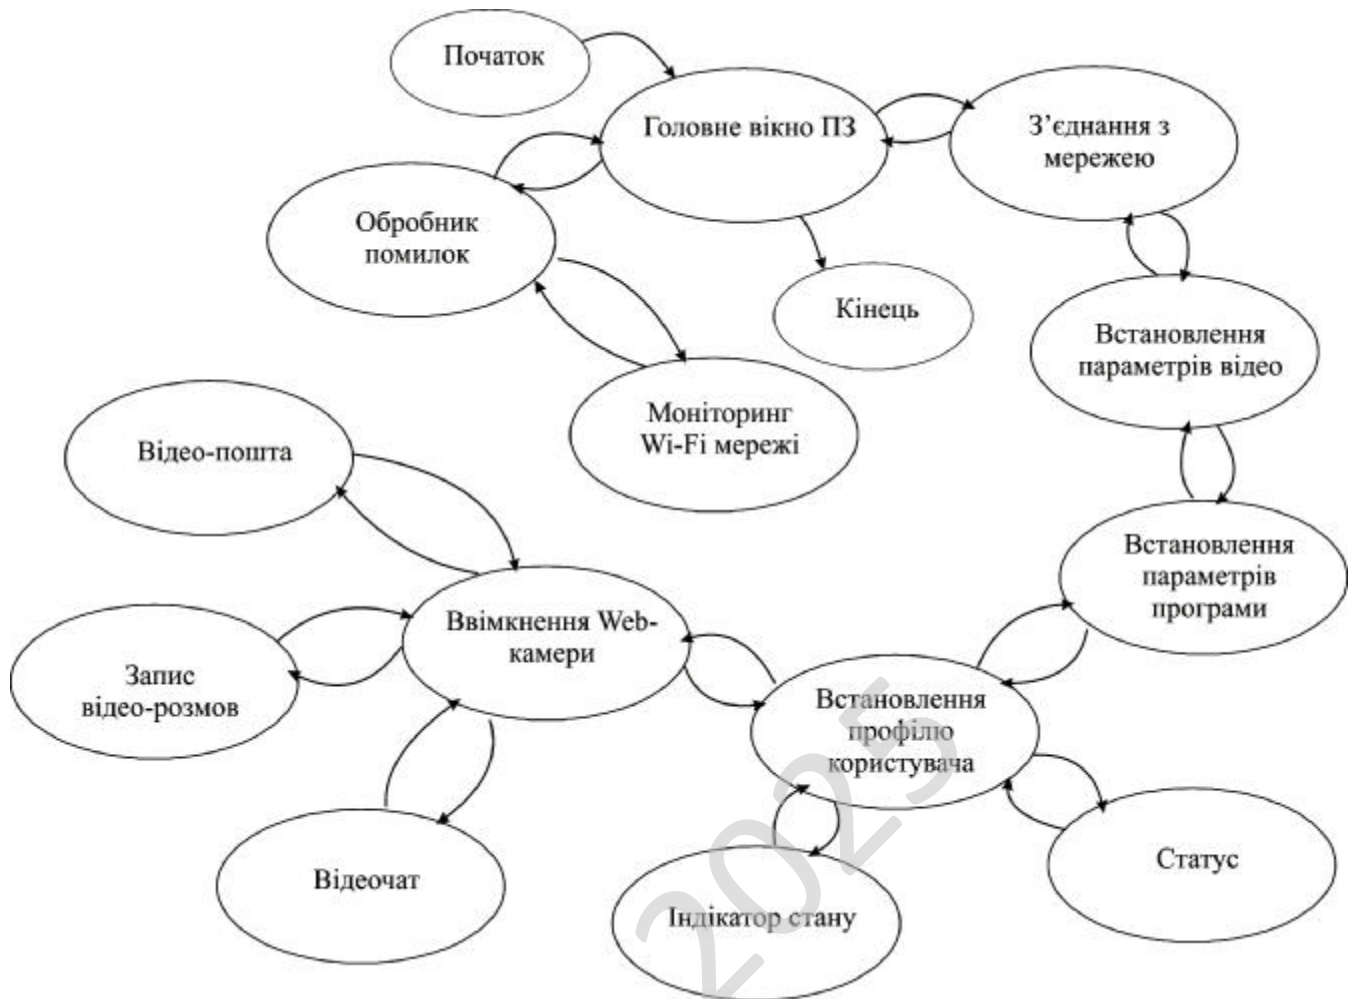 Початок
Головне вікно ПЗ
З’єднання з
мережею
Обробник
помилок
Кінець
Встановлення
параметрів відео
Моніторинг
Wi-Fi мережі
Відео-пошта
Встановлення
параметрів
програми
Ввімкнення Web-
камери
Запис
відео-розмов
Встановлення
профілю
користувача
Статус
Відеочат
Індікатор стану
2025